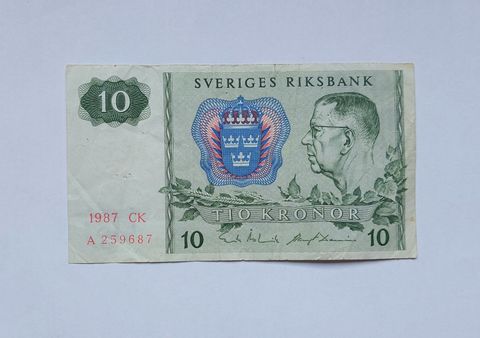 SVERIGES RIKSBANK
10
1987 CK
A 259687
TIO KRONOR
10
10